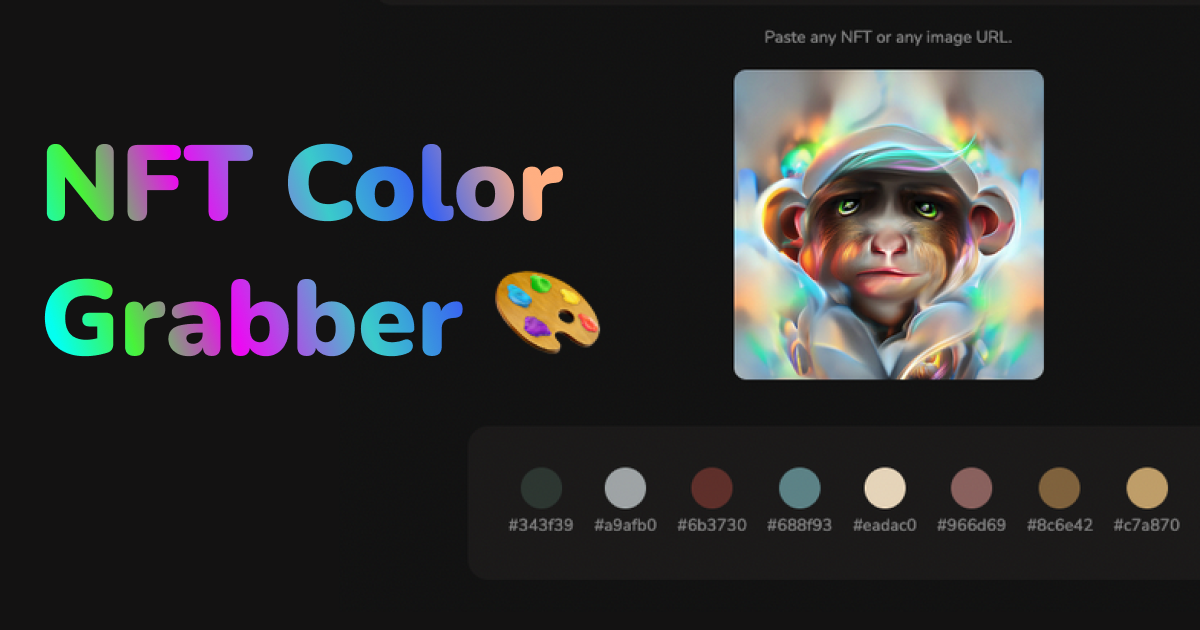 Paste any NFT or any image URL.
NFT Color
Grabber 🎨
#343f39 #a9afb0 #6b3730 #688f93 #eadac0 #966d69 #8c6e42 #c7a870